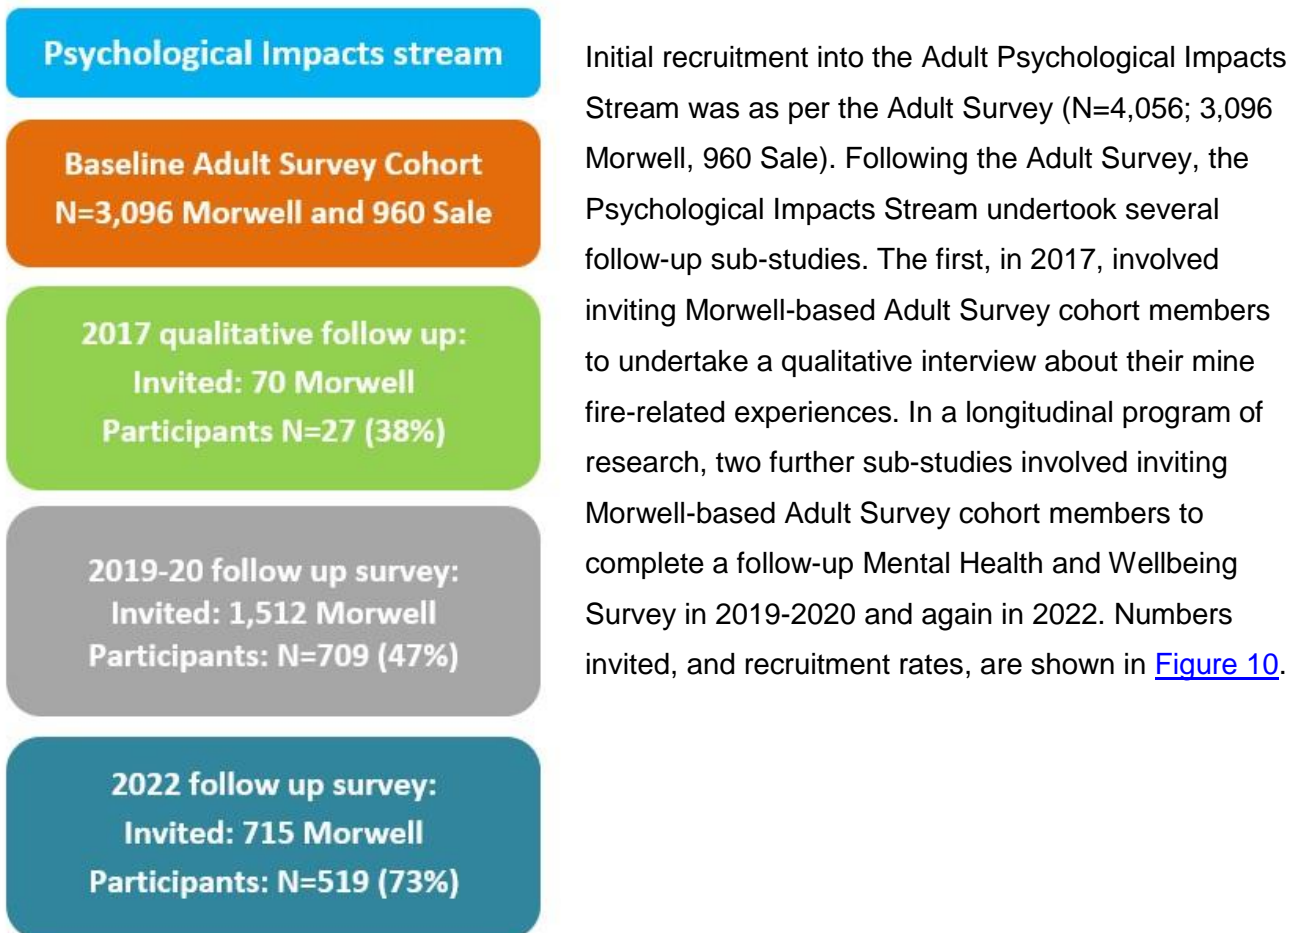 Psychological Impacts stream
Baseline Adult Survey Cohort
N=3,096 Morwell and 960 Sale
2017 qualitative follow up:
Invited: 70 Morwell
Participants N=27 (38%)
2019-20 follow up survey:
Invited: 1,512 Morwell
Participants: N=709 (47%)
2022 follow up survey:
Invited: 715 Morwell
Participants: N=519 (73%)
Initial recruitment into the Adult Psychological Impacts
Stream was as per the Adult Survey (N=4,056; 3,096
Morwell, 960 Sale). Following the Adult Survey, the
Psychological Impacts Stream undertook several
follow-up sub-studies. The first, in 2017, involved
inviting Morwell-based Adult Survey cohort members
to undertake a qualitative interview about their mine
fire-related experiences. In a longitudinal program of
research, two further sub-studies involved inviting
Morwell-based Adult Survey cohort members to
complete a follow-up Mental Health and Wellbeing
Survey in 2019-2020 and again in 2022. Numbers
invited, and recruitment rates, are shown in Figure 10.